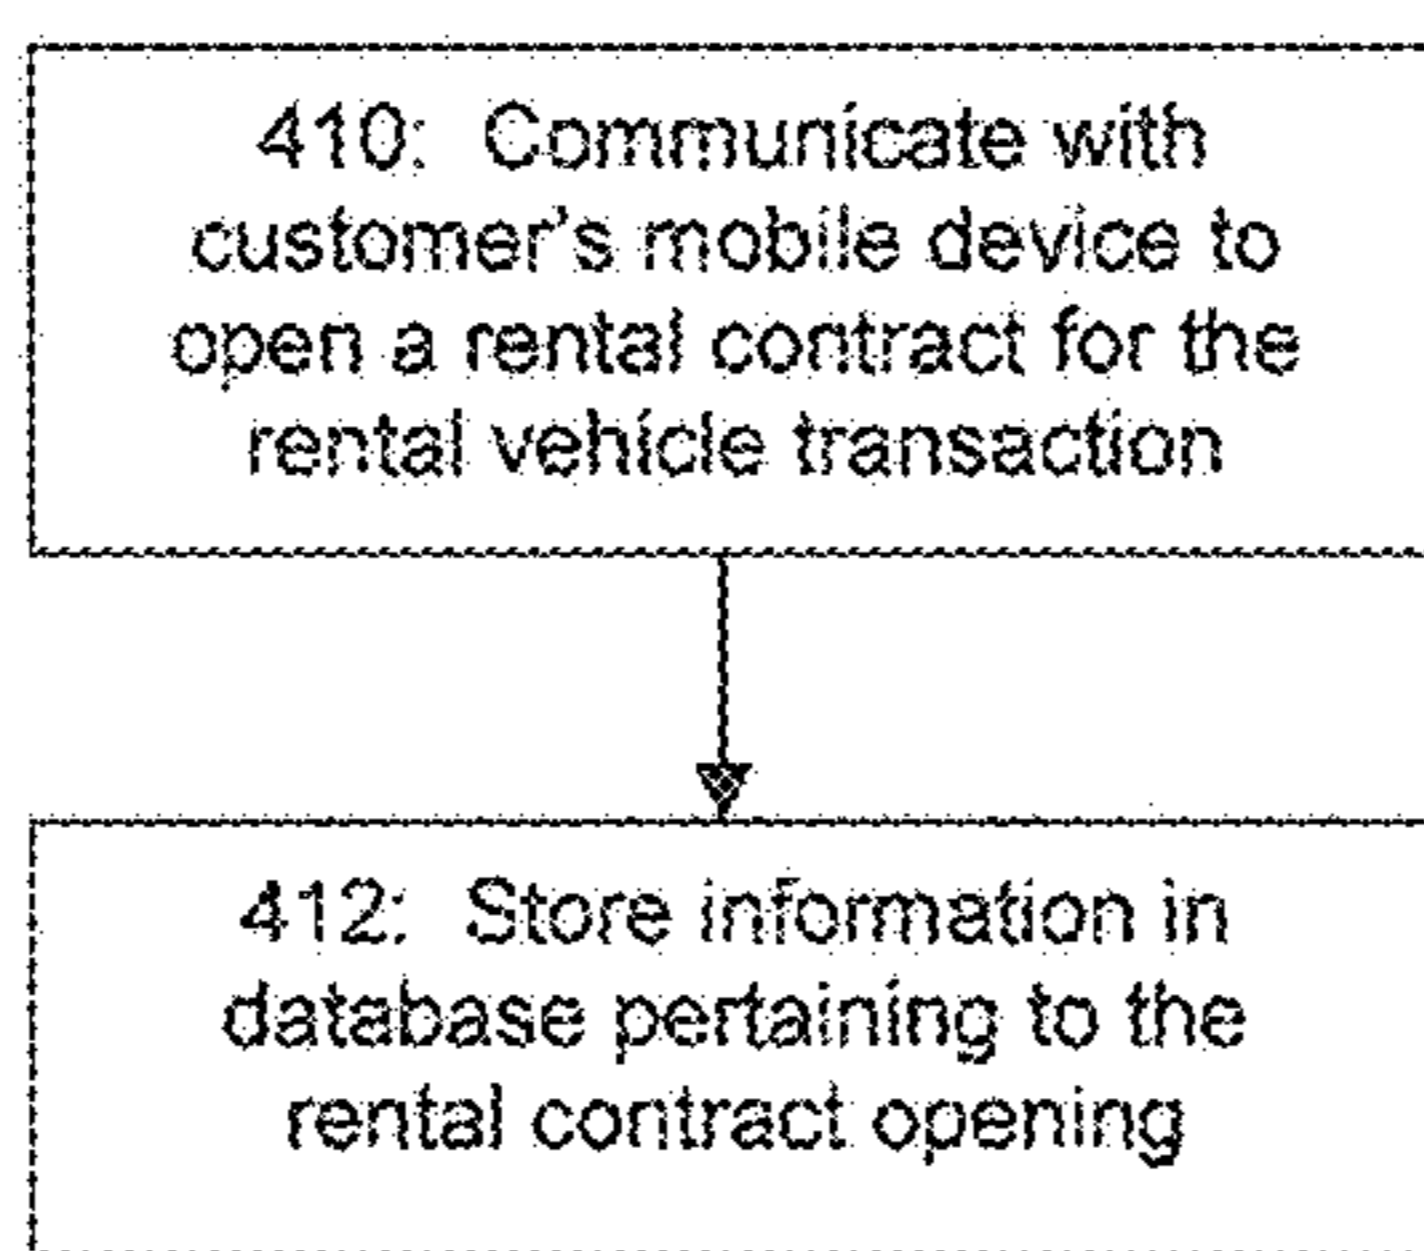 410: Communicate with
customer's mobile device to
open a rental contract for the
rental vehicle transaction
412: Store information in
database pertaining to the
rental contract opening